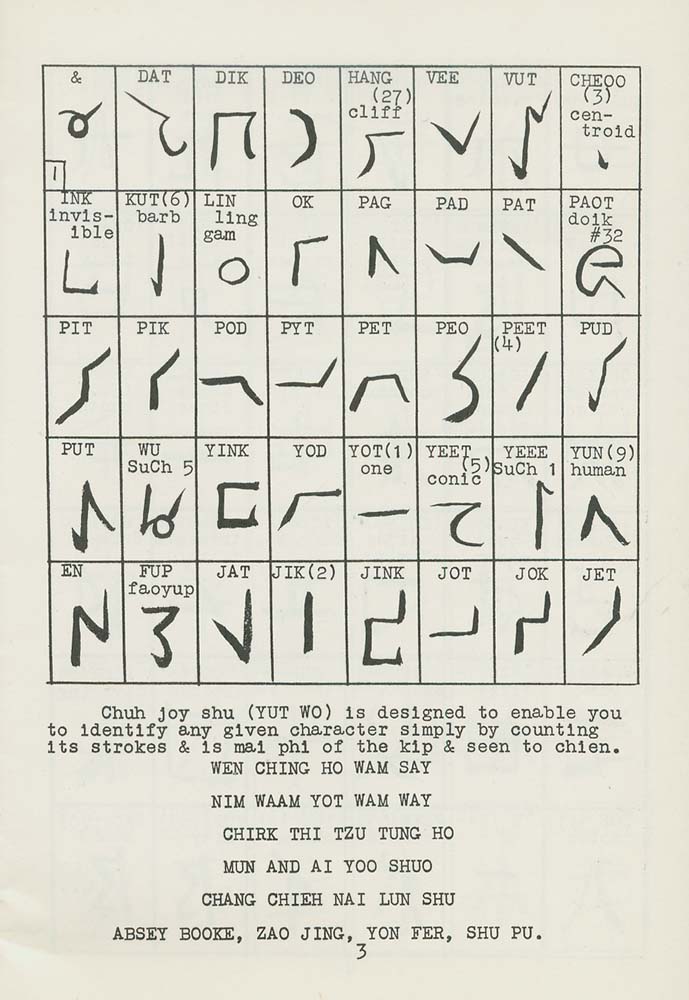 & DAT DIK DEO HANG (27) cliff VEE VUT CHEOO (3) cen-troid
1
INK invis-ible KUT(6) barb LIN ling gam OK PAG PAD PAT PAOT doik #32
PIT PIK POD PYT PET PEO PEET (4) PUD
PUT WU SuCh 5 YINK YOD YOT(1) one YEET (5) conic YEEE SuCh 1 YUN(9) human
EN FUP faoyup JAT JIK(2) JINK JOT JOK JET
Chuh joy shu (YUT WO) is designed to enable you
to identify any given character simply by counting
its strokes & is mai phi of the kip & seen to chien.
WEN CHING HO WAM SAY
NIM WAAM YOT WAM WAY
CHIRK THI TZU TUNG HO
MUN AND AI YOO SHUO
CHANG CHIEH NAI LUN SHU
ABSEY BOOKE, ZAO JING, YON FER, SHU PU.
3